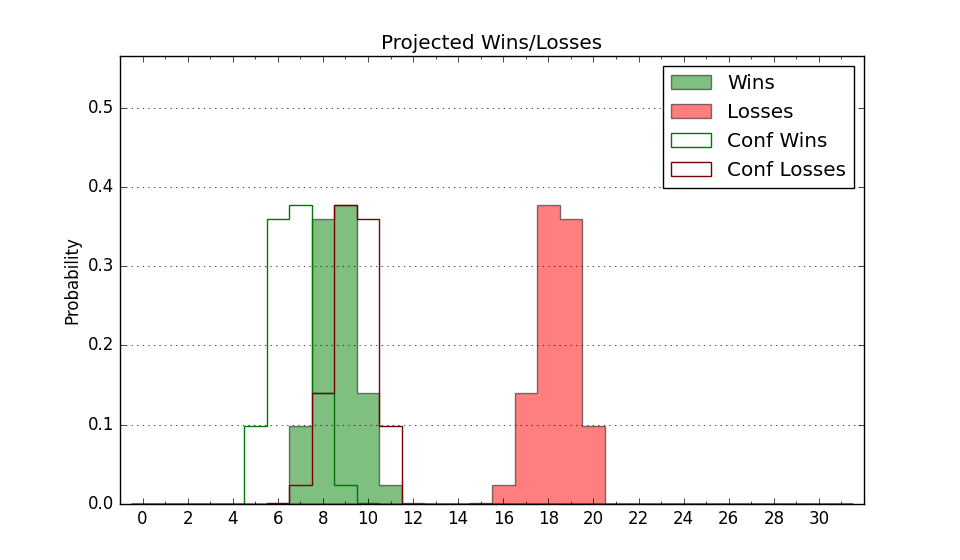 Projected Wins/Losses
Wins
Losses
Conf Wins
Conf Losses
Probability
0.5
0.4
0.3
0.2
0.1
0.0
0 2 4 6 8 10 12 14 16 18 20 22 24 26 28 30